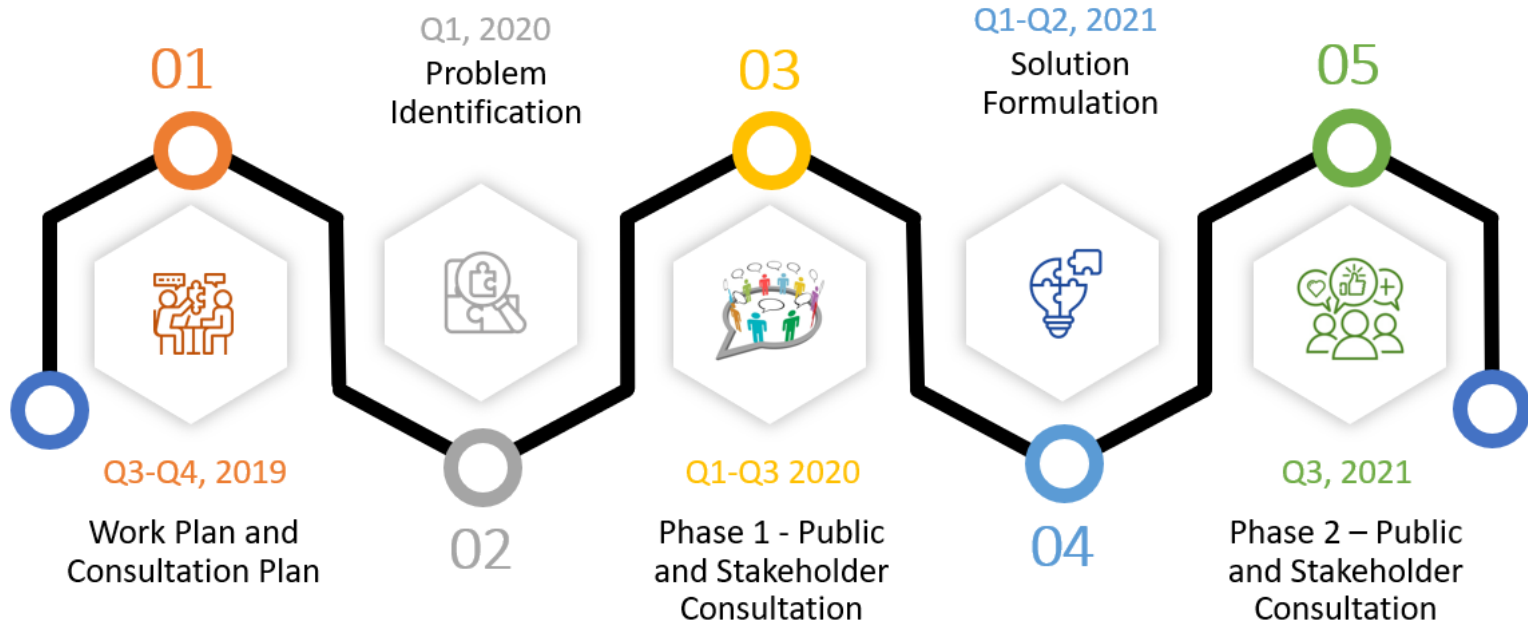 01
Q3-Q4, 2019
Work Plan and
Consultation Plan
Q1, 2020
Problem
Identification
02
03
Q1-Q3 2020
Phase 1 - Public
and Stakeholder
Consultation
Q1-Q2, 2021
Solution
Formulation
04
05
Q3, 2021
Phase 2 – Public
and Stakeholder
Consultation